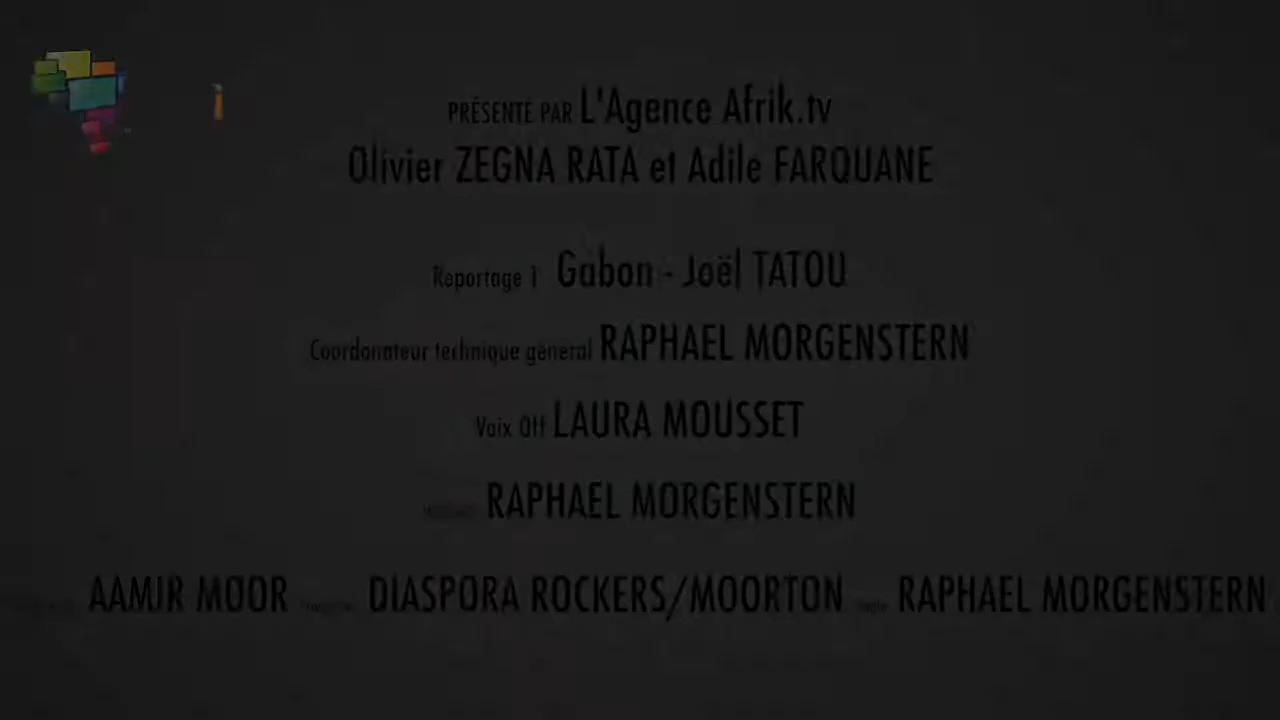 PRÉSENTÉ PAR L'Agence Afrik.tv
Olivier ZEGNA RATA et Adile FARQUANE
Reportage 1 Gabon - Joël TATOU
Coordonateur technique général RAPHAEL MORGENSTERN
Voix Off LAURA MOUSSET
RAPHAEL MORGENSTERN
AAMIR MOOR DIASPORA ROCKERS/MOORTON RAPHAEL MORGENSTERN